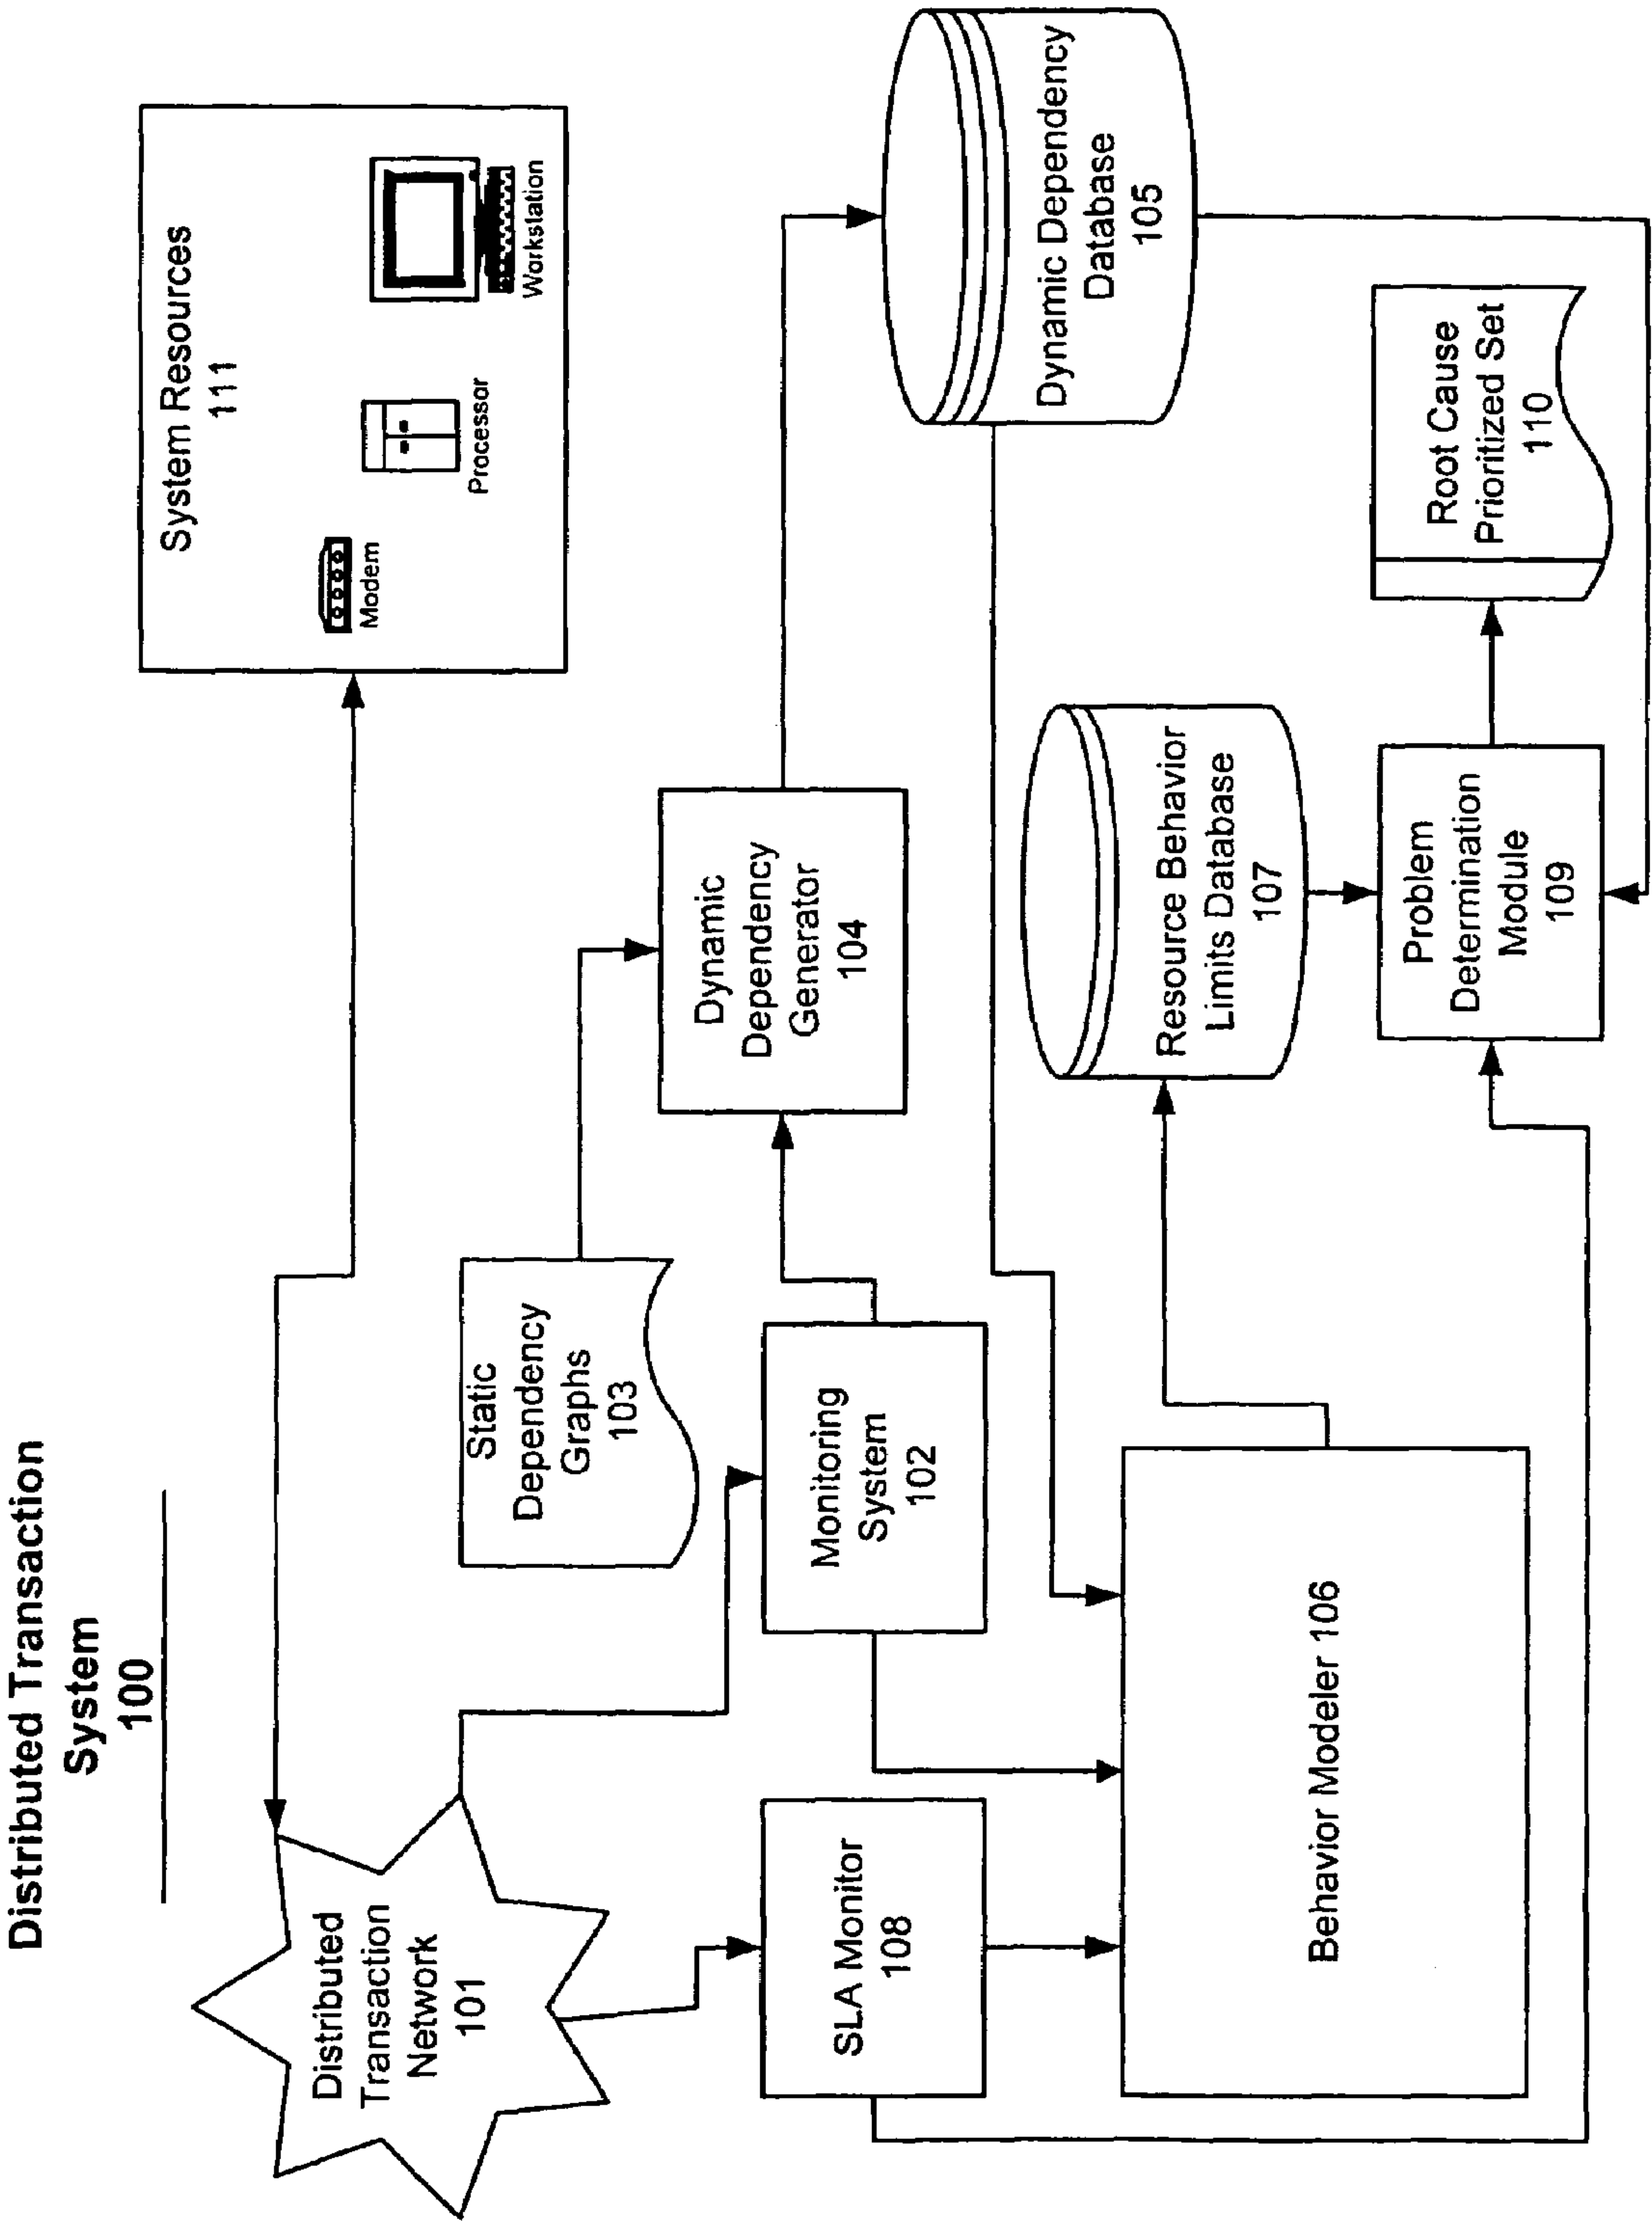 Distributed Transaction
System
100
System Resources
111
Modem
Processor
Workstation
Distributed
Transaction
Network
101
Static
Dependency
Graphs
103
Dynamic
Dependency
Generator
104
SLA Monitor
108
Monitoring
System
102
Dynamic Dependency
Database
105
Behavior Modeler 106
Resource Behavior
Limits Database
107
Problem
Determination
Module
109
Root Cause
Prioritized Set
110